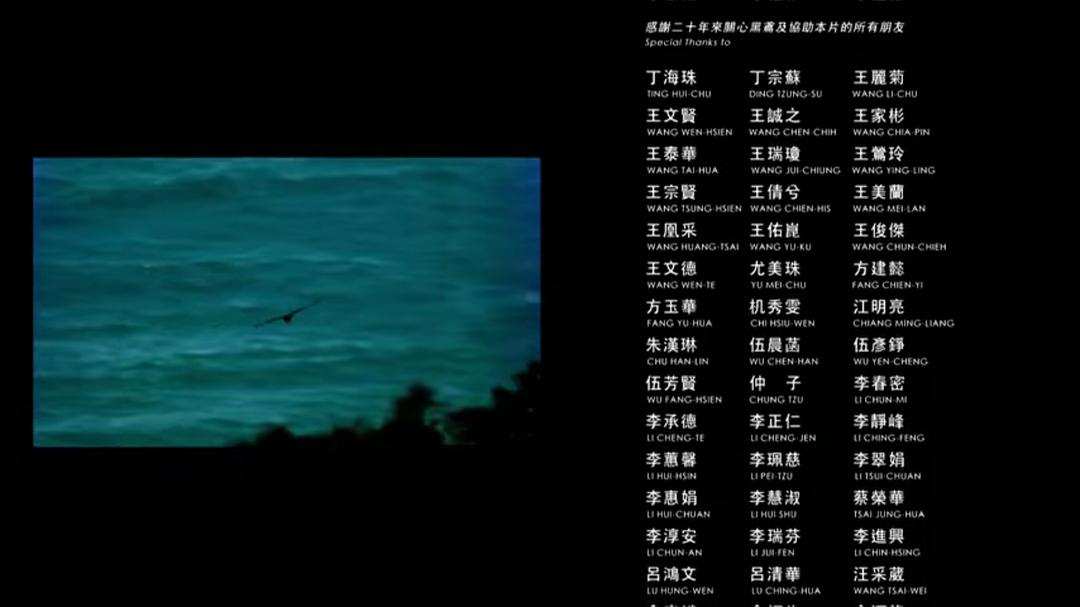 感謝二十年來關心黑鳶及協助本片的所有朋友
Special Thanks to
丁海珠 丁宗蘇 王麗菊
TING HUI-CHU DING TZUNG-SU WANG LI-CHU
王文賢 王誠之 王家彬
WANG WEN-HSIEN WANG CHEN-CHIH WANG CHIA-PIN
王泰華 王瑞瓊 王鶯玲
WANG TAI-HUA WANG JUI-CHIUNG WANG YING-LING
王宗賢 王倩兮 王美蘭
WANG TSUNG-HSIEN WANG CHIEN-HIS WANG MEI-LAN
王凰采 王佑崑 王俊傑
WANG HUANG-TSAI WANG YU-KU WANG CHUN-CHIEH
王文德 尤美珠 方建懿
WANG WEN-TE YU MEI-CHU FANG CHIEN-YI
方玉華 机秀雯 江明亮
FANG YU-HUA CHI HSIU-WEN CHIANG MING-LIANG
朱漢琳 伍晨菡 伍彥錚
CHU HAN-LIN WU CHEN-HAN WU YEN-CHENG
伍芳賢 仲 子 李春密
WU FANG-HSIEN CHUNG TZU LI CHUN-MI
李承德 李正仁 李靜峰
LI CHENG-TE LI CHENG-JEN LI CHING-FENG
李蕙馨 李珮慈 李翠娟
LI HUI-HSIN LI PEI-TZU LI TSUI-CHUAN
李惠娟 李慧淑 蔡榮華
LI HUI-CHUAN LI HUI SHU TSAI JUNG-HUA
李淳安 李瑞芬 李進興
LI CHUN-AN LI JUI-FEN LI CHIN-HSING
呂鴻文 呂清華 汪采葳
LU HUNG-WEN LU CHING-HUA WANG TSAI-WEI